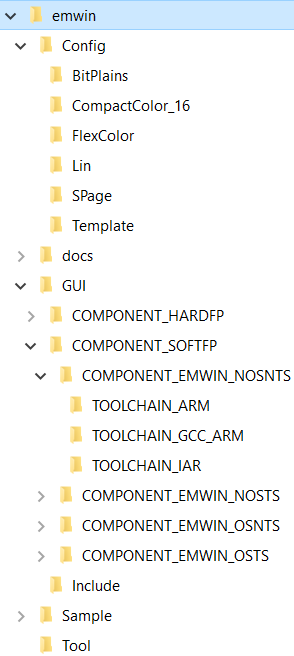 emwin
Config
BitPlains
CompactColor_16
FlexColor
Lin
SPage
Template
docs
GUI
COMPONENT_HARDFP
COMPONENT_SOFTFP
COMPONENT_EMWIN_NOSNTS
TOOLCHAIN_ARM
TOOLCHAIN_GCC_ARM
TOOLCHAIN_IAR
COMPONENT_EMWIN_NOSTS
COMPONENT_EMWIN_OSNTS
COMPONENT_EMWIN_OSTS
Include
Sample
Tool